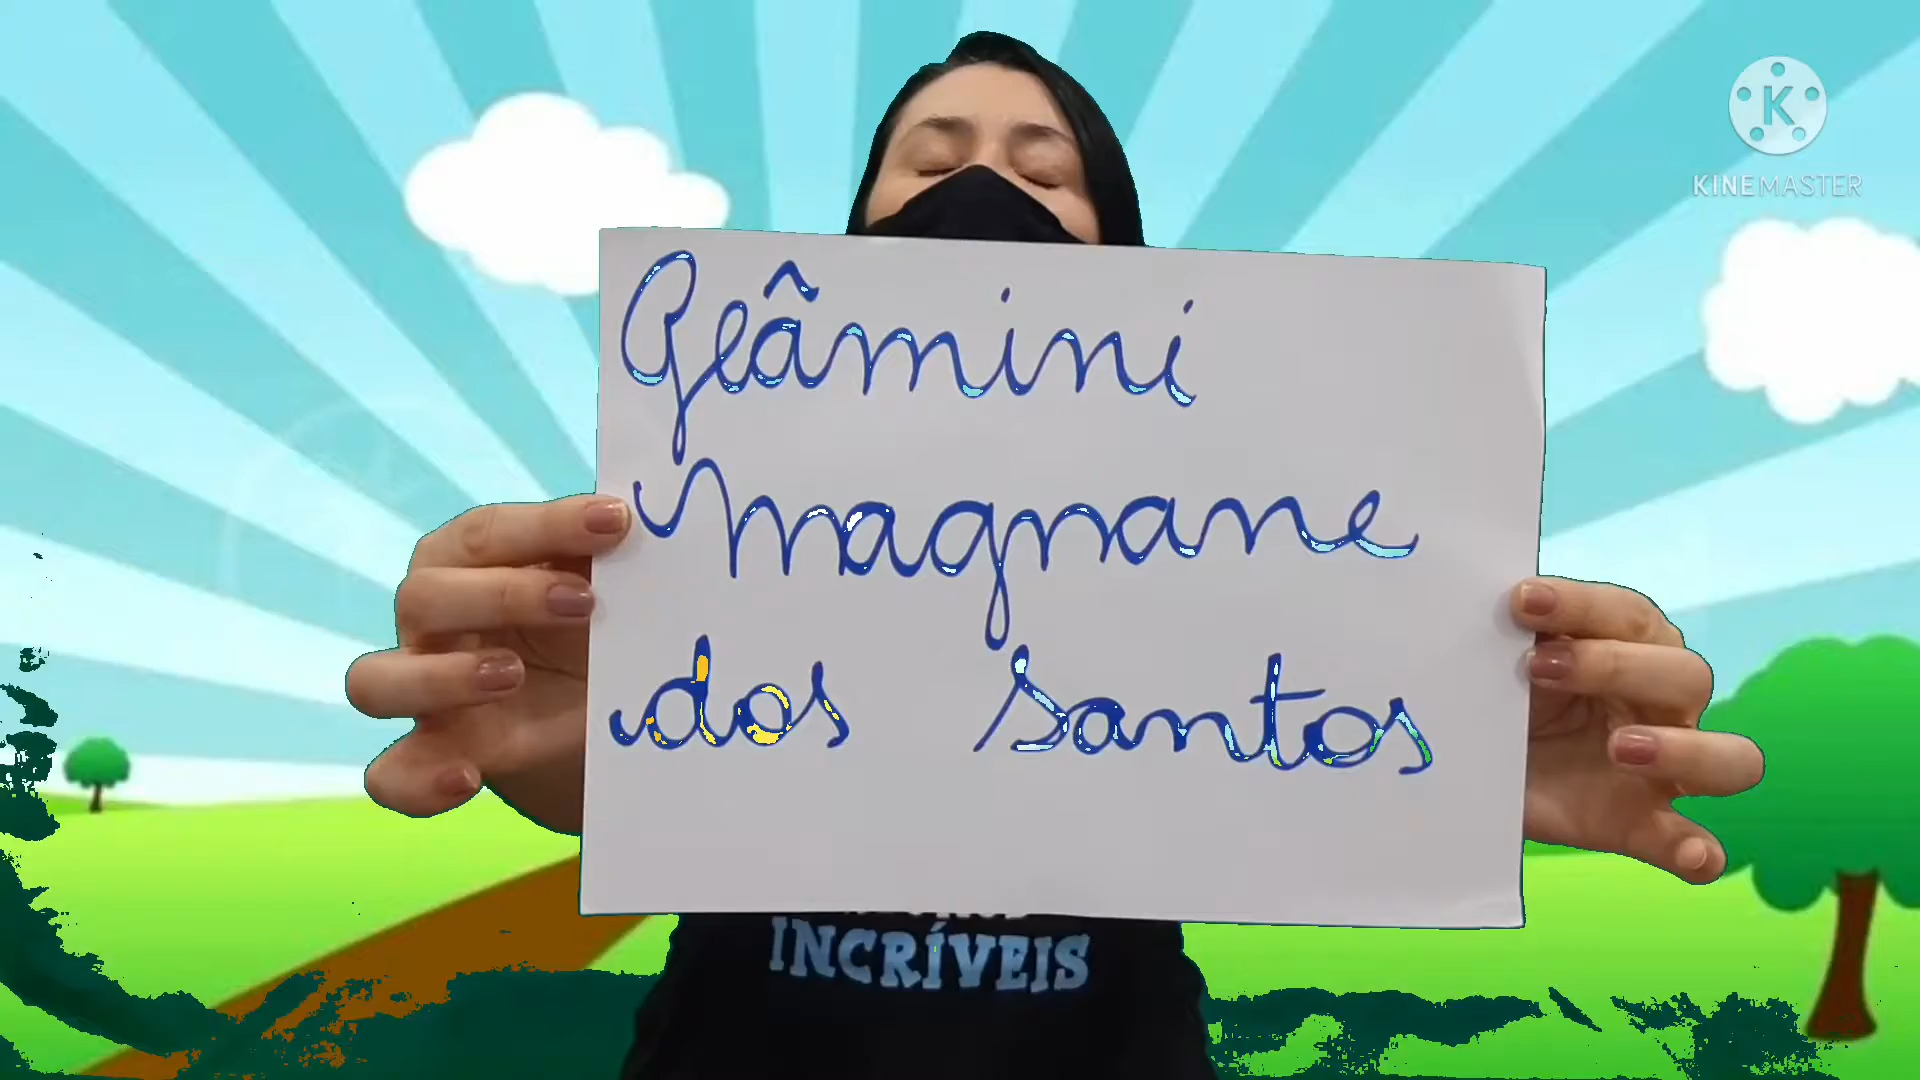 KINEMASTER
Geâmini
Magnane
dos Santos
INCRÍVEIS